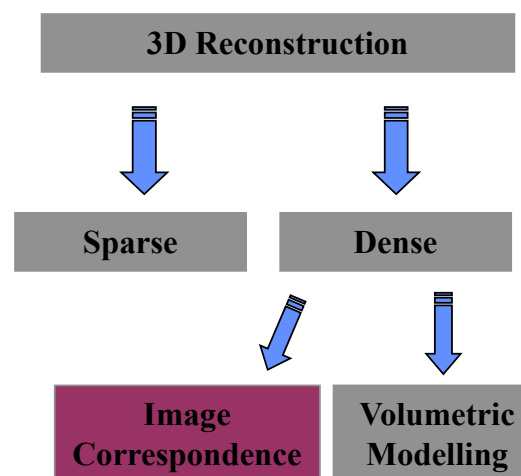 3D Reconstruction
Sparse
Dense
Image
Correspondence
Volumetric
Modelling